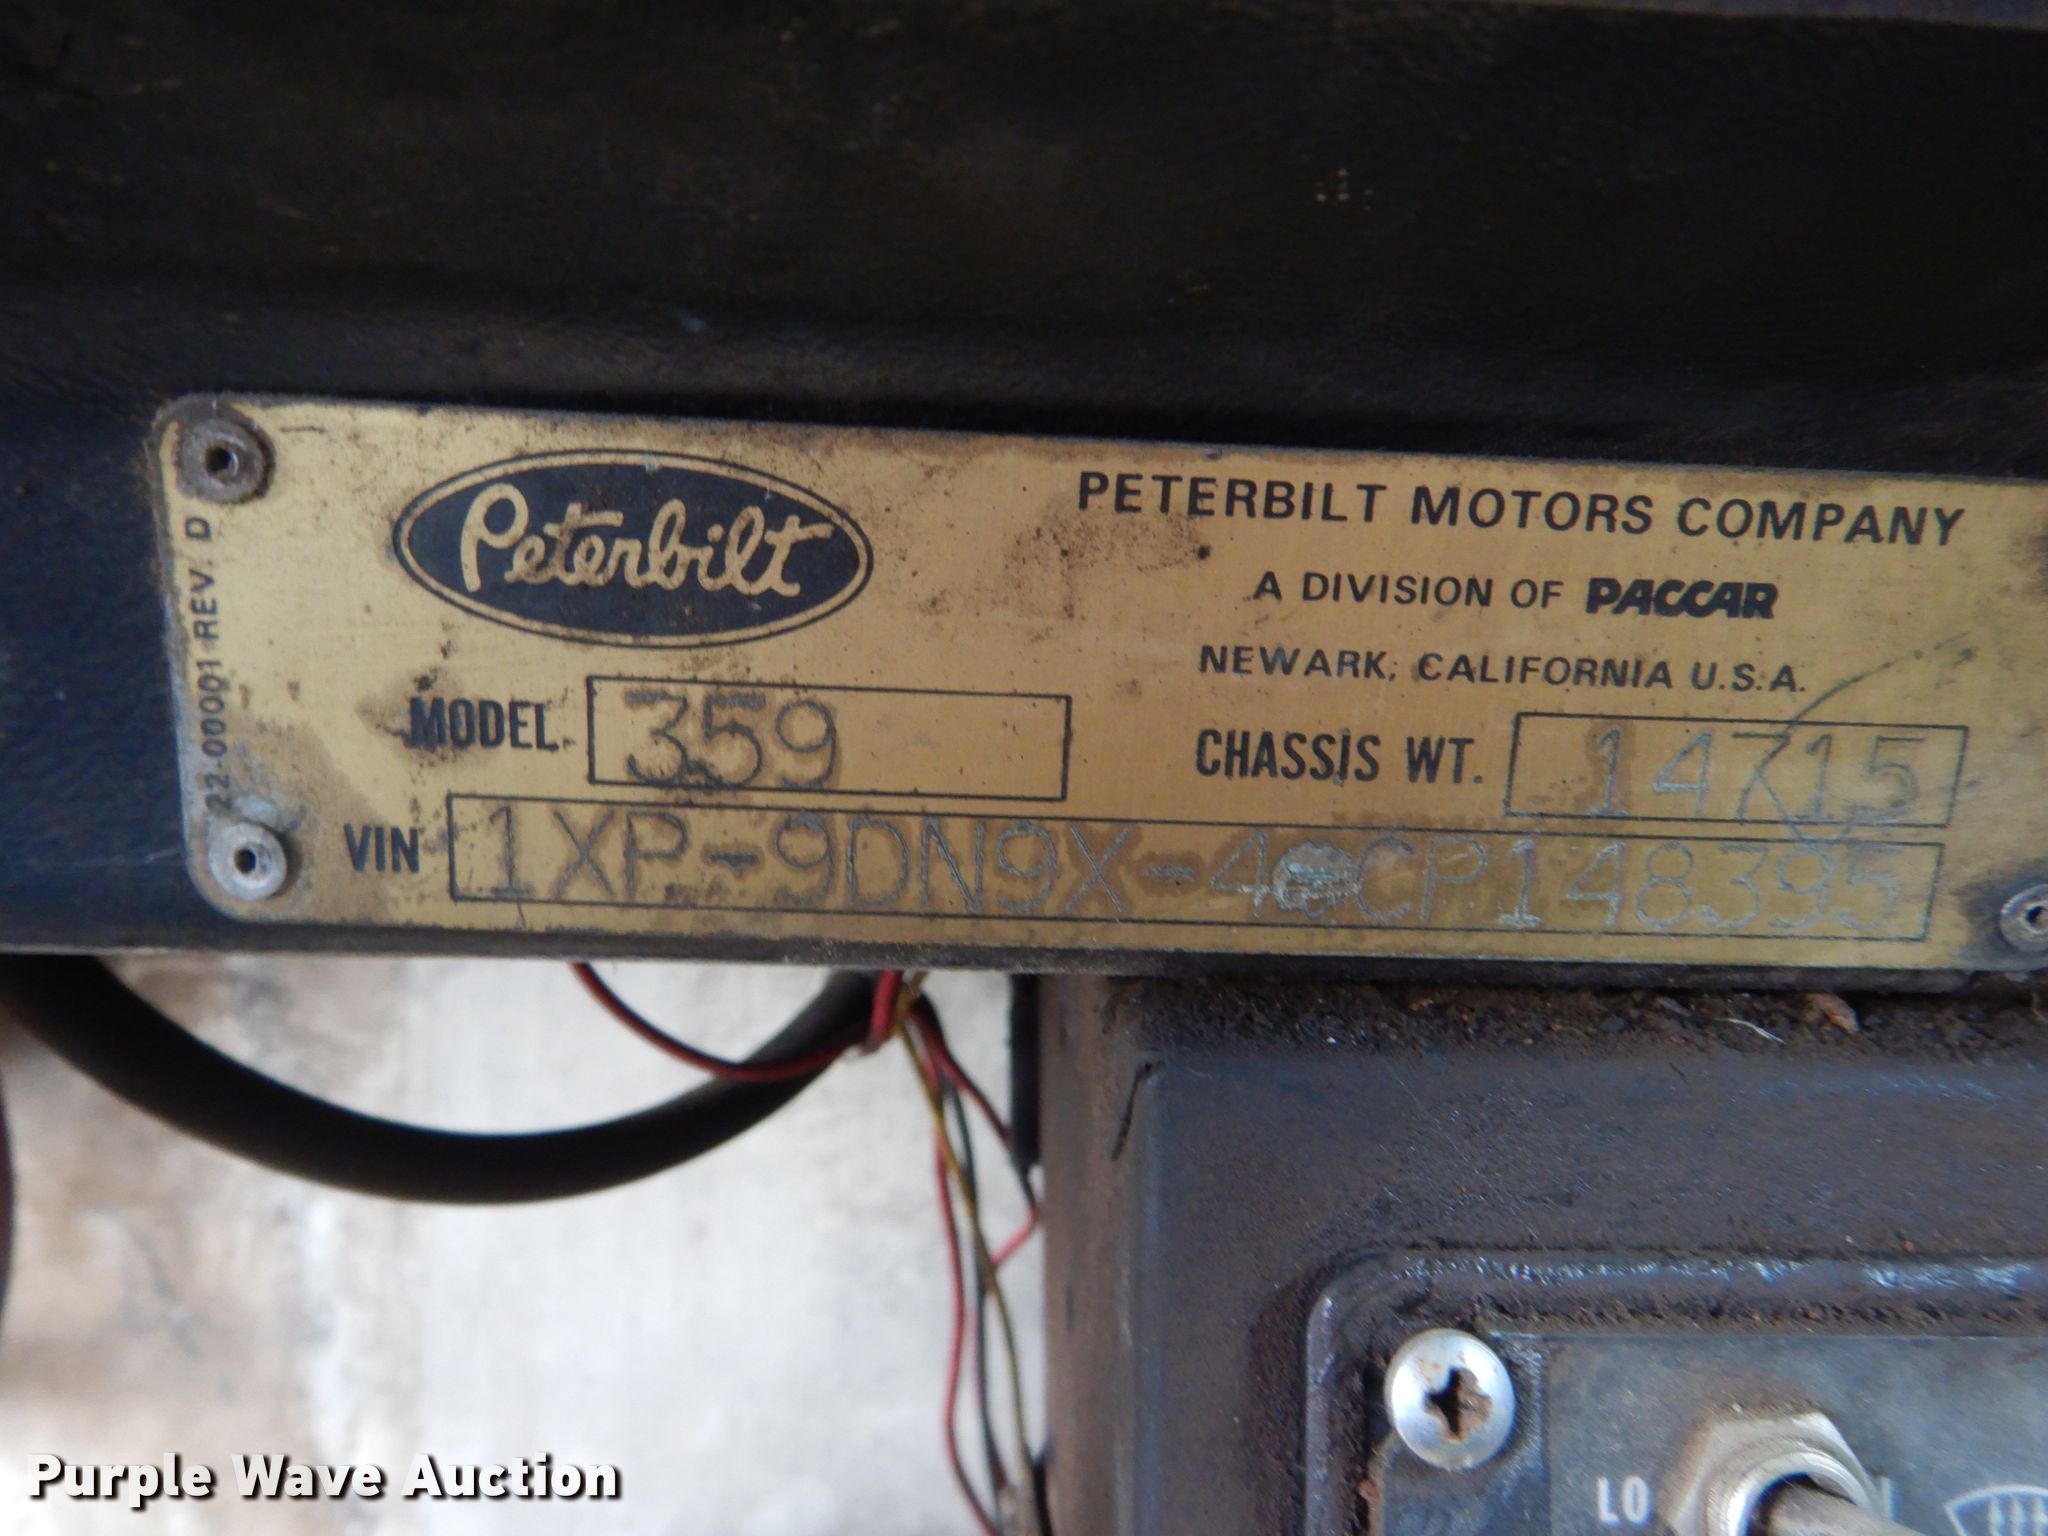 Peterbilt
PETERBILT MOTORS COMPANY
A DIVISION OF PACCAR
NEWARK, CALIFORNIA U.S.A.
22-00001 REV. D
MODEL 359
CHASSIS WT. 14715
VIN
LO
Purple Wave Auction